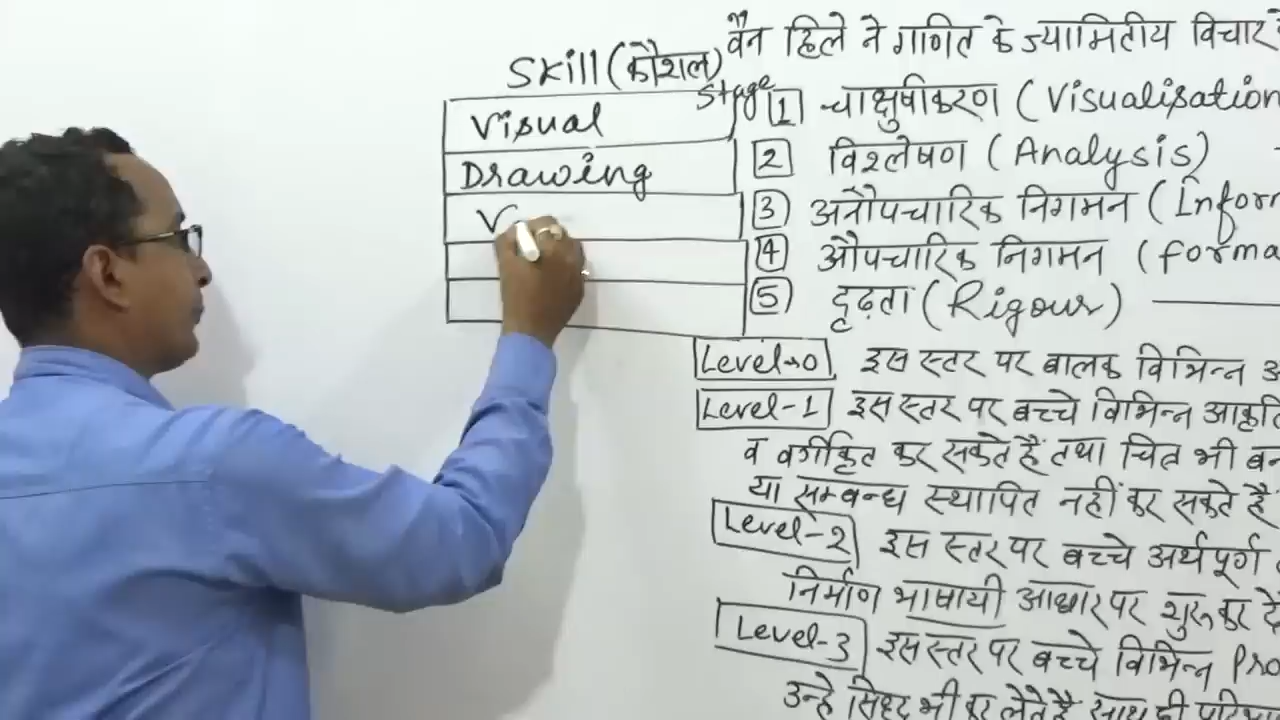 वैन हिले ने गणित के ज्यामितीय विचार
Skill (कौशल)
Stage
Visual
Drawing
V
1 चाक्षुषीकरण (Visualisation
2 विश्लेषण (Analysis)
3 अनौपचारिक निगमन (Infor
4 औपचारिक निगमन (forma
5 दृढ़ता (Rigour)
Level→0 इस स्तर पर बालक विभिन्न
Level-1 इस स्तर पर बच्चे विभिन्न आकृति
व वर्गीकृत कर सकते हैं तथा चित्र भी बन
या सम्बन्ध स्थापित नहीं कर सकते हैं
Level-2 इस स्तर पर बच्चे अर्थपूर्ण
निर्माण भाषायी आधार पर शुरू कर
Level-3 इस स्तर पर बच्चे विभिन्न Pro
उन्हे सिद्ध भी कर लेते है साथ ही